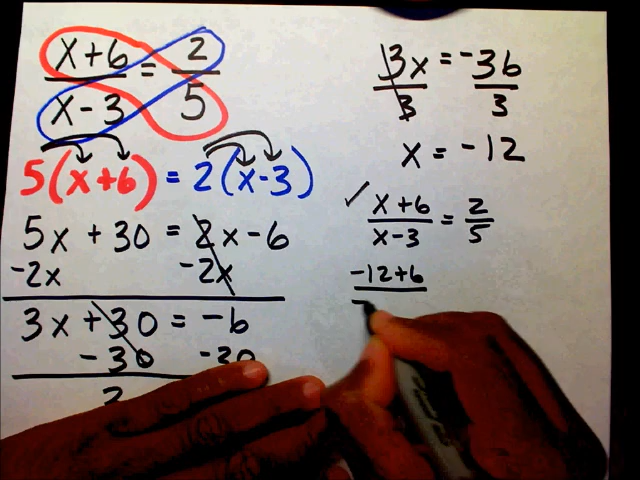 x+6/x-3 = 2/5
5(x+6) = 2(x-3)
5x + 30 = 2x - 6
-2x -2x
3x + 30 = -6
-30 -30
3
3x/3 = -36/3
x = -12
✓ x+6/x-3 = 2/5
-12+6